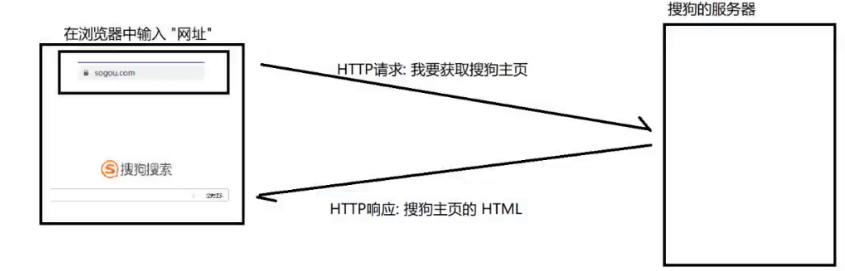 搜狗的服务器
在浏览器中输入 "网址"
sogou.com
HTTP请求: 我要获取搜狗主页
S搜狗搜索
HTTP响应: 搜狗主页的 HTML